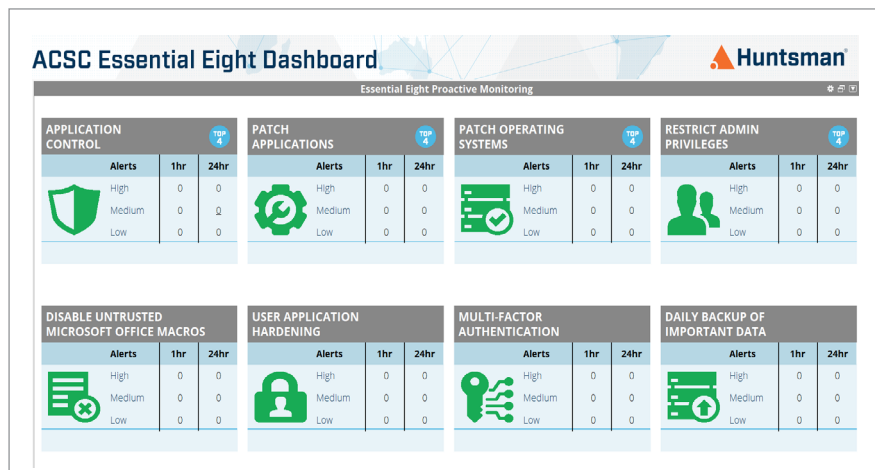 ACSC Essential Eight Dashboard
Huntsman®
Essential Eight Proactive Monitoring
APPLICATION
CONTROL
TOP
4
Alerts 1hr 24hr
High 0 0
Medium 0 0
Low 0 0
PATCH
APPLICATIONS
TOP
4
Alerts 1hr 24hr
High 0 0
Medium 0 0
Low 0 0
PATCH OPERATING
SYSTEMS
TOP
4
Alerts 1hr 24hr
High 0 0
Medium 0 0
Low 0 0
RESTRICT ADMIN
PRIVILEGES
TOP
4
Alerts 1hr 24hr
High 0 0
Medium 0 0
Low 0 0
DISABLE UNTRUSTED
MICROSOFT OFFICE MACROS
Alerts 1hr 24hr
High 0 0
Medium 0 0
Low 0 0
USER APPLICATION
HARDENING
Alerts 1hr 24hr
High 0 0
Medium 0 0
Low 0 0
MULTI-FACTOR
AUTHENTICATION
Alerts 1hr 24hr
High 0 0
Medium 0 0
Low 0 0
DAILY BACKUP OF
IMPORTANT DATA
Alerts 1hr 24hr
High 0 0
Medium 0 0
Low 0 0